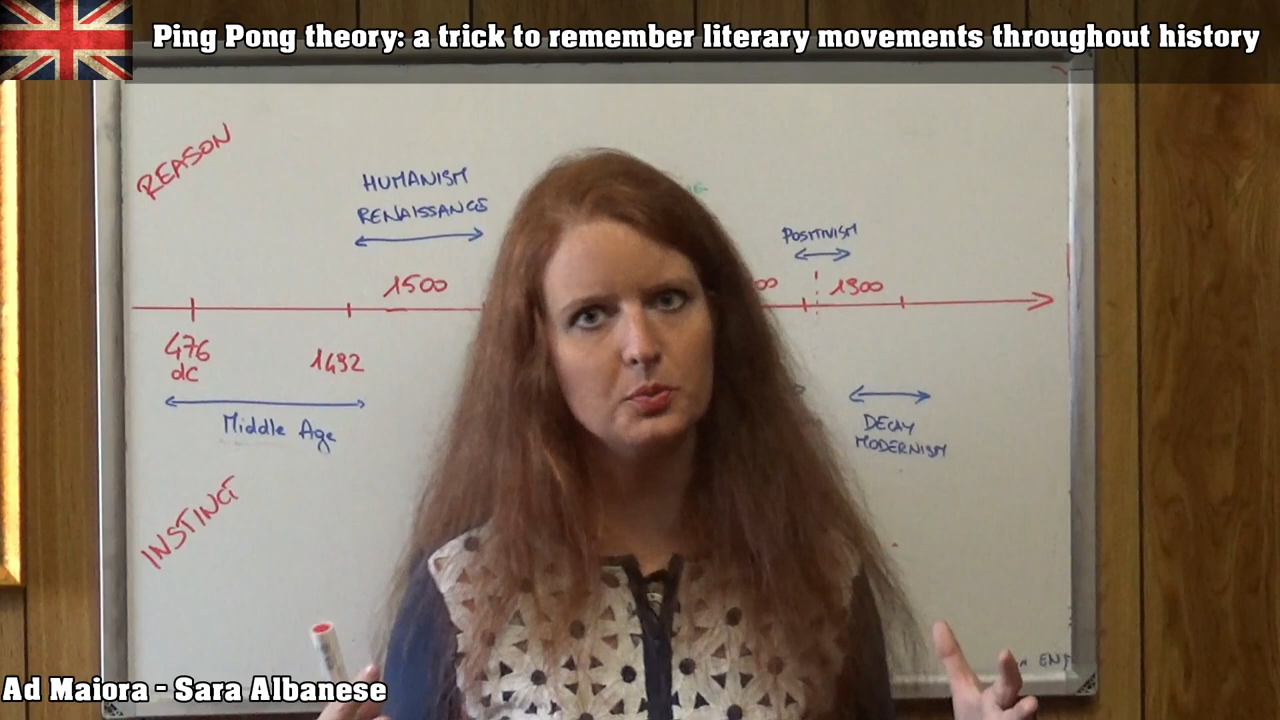 Ping Pong theory: a trick to remember literary movements throughout history
REASON
HUMANISM
RENAISSANCE
POSITIVISM
1500
1900
476
dC
1492
Middle Age
DECAY
MODERNISM
INSTINCT
Ad Maiora - Sara Albanese